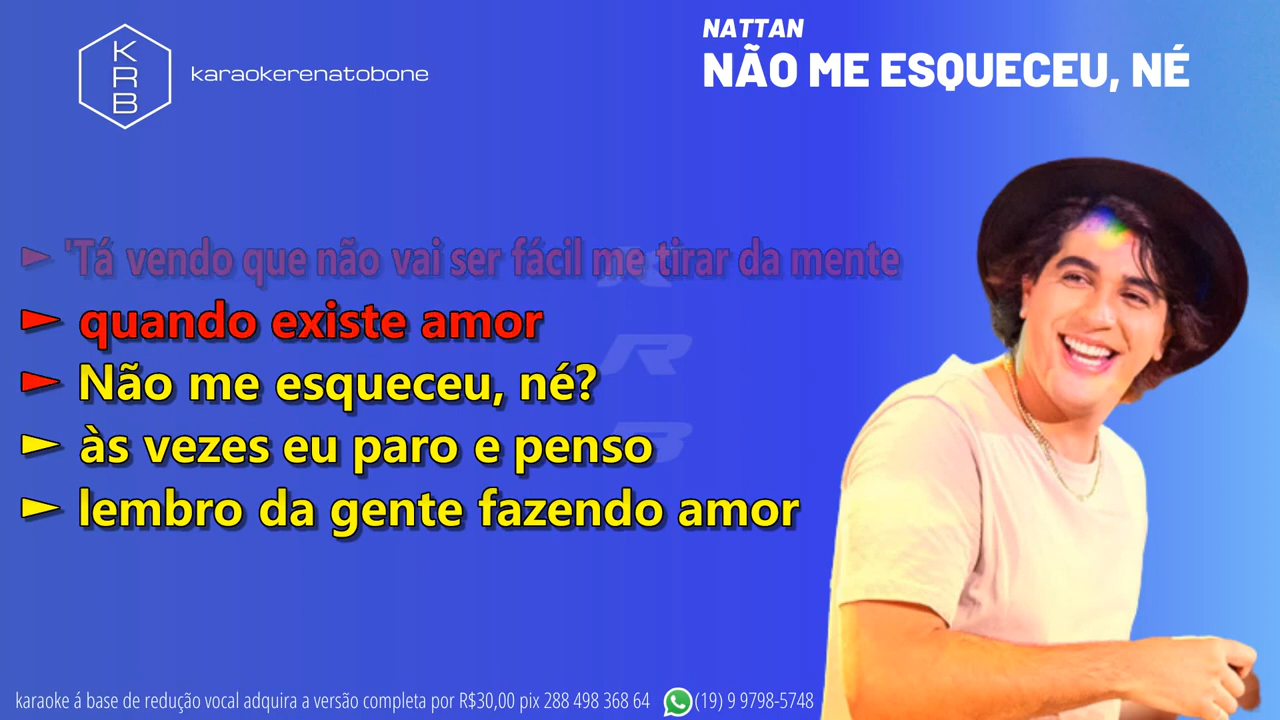 K
R
B
karaokerenatobone
NATTAN
NÃO ME ESQUECEU, NÉ
► 'Tá vendo que não vai ser fácil me tirar da mente
► quando existe amor
► Não me esqueceu, né?
► às vezes eu paro e penso
► lembro da gente fazendo amor
K
R
B
karaoke á base de redução vocal adquira a versão completa por R$30,00 pix 288 498 368 64 (19) 9 9798-5748